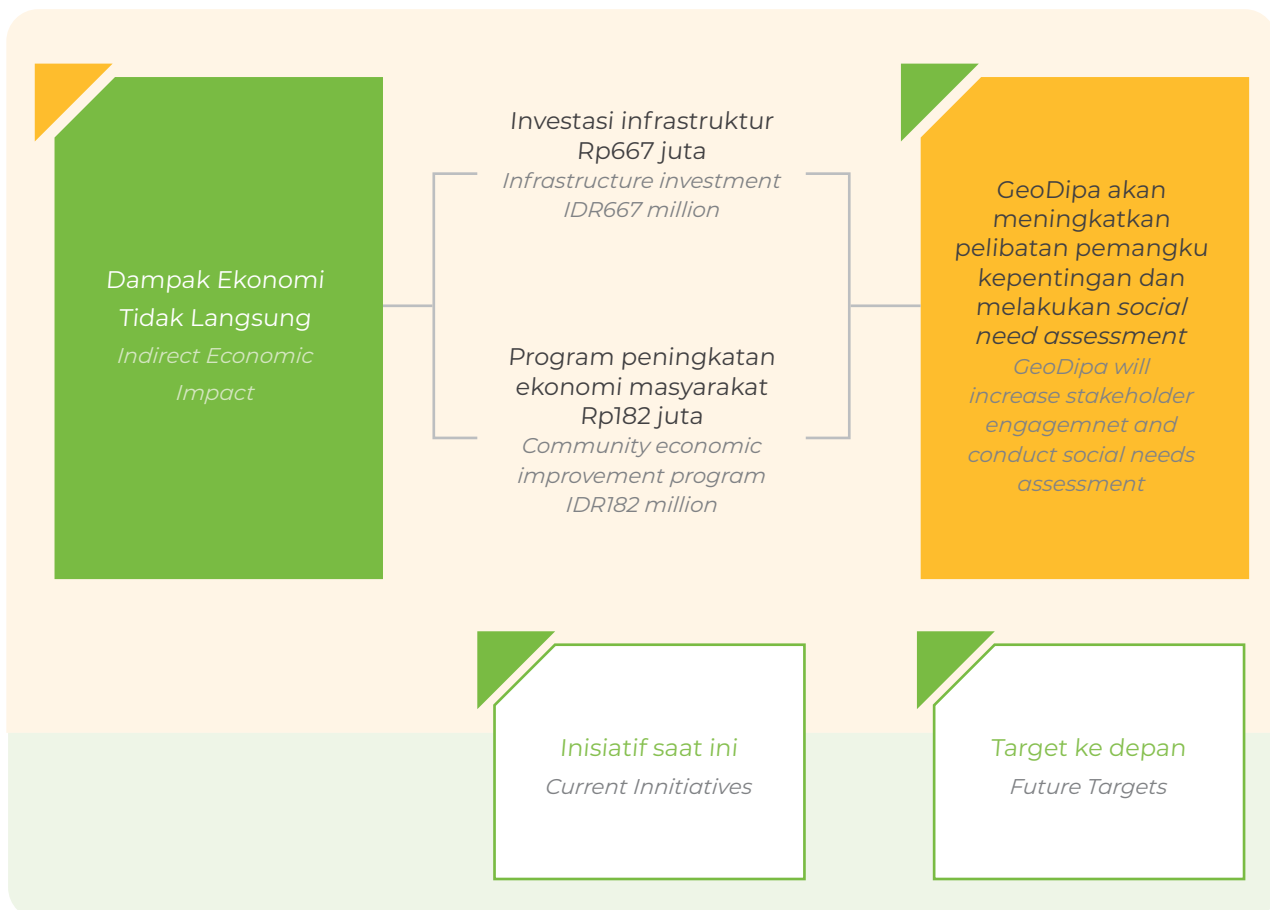 Dampak Ekonomi
Tidak Langsung
Indirect Economic
Impact
Investasi infrastruktur
Rp667 juta
Infrastructure investment
IDR667 million
Program peningkatan
ekonomi masyarakat
Rp182 juta
Community economic
improvement program
IDR182 million
GeoDipa akan
meningkatkan
pelibatan pemangku
kepentingan dan
melakukan social
need assessment
GeoDipa will
increase stakeholder
engagemnet and
conduct social needs
assessment
Inisiatif saat ini
Current Innitiatives
Target ke depan
Future Targets